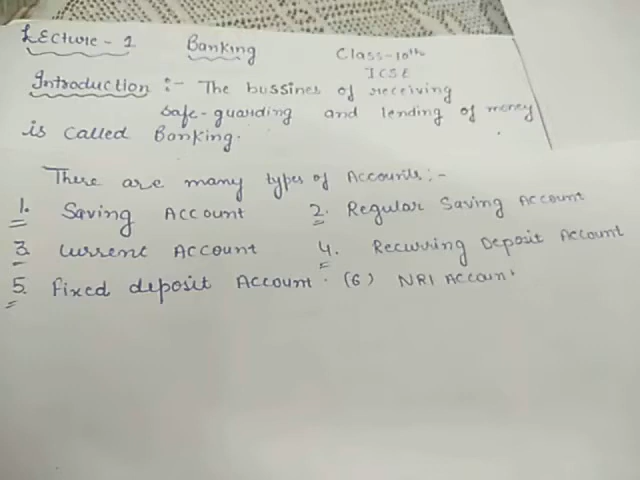 Lecture - 1 Banking Class-10th
ICSE
Introduction :- The bussines of receiving
safe-guarding and lending of money
is called Banking.
There are many types of Accounts:-
1. Saving Account 2. Regular Saving Account
3. Current Account 4. Recurring Deposit Account
5. Fixed deposit Account. (6) NRI Account